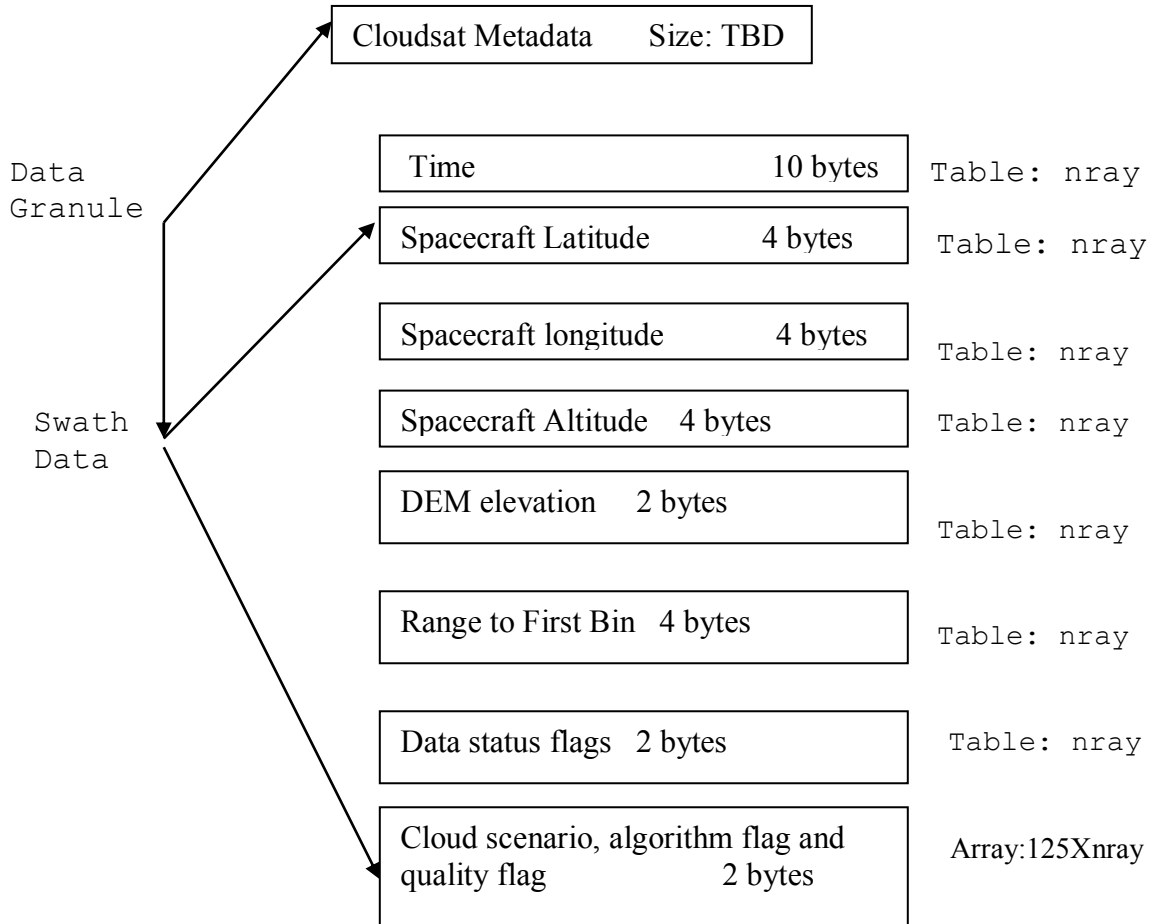 Cloudsat Metadata Size: TBD
Data
Granule
Time 10 bytes Table: nray
Spacecraft Latitude 4 bytes Table: nray
Spacecraft longitude 4 bytes Table: nray
Swath
Data
Spacecraft Altitude 4 bytes Table: nray
DEM elevation 2 bytes Table: nray
Range to First Bin 4 bytes Table: nray
Data status flags 2 bytes Table: nray
Cloud scenario, algorithm flag and
quality flag 2 bytes
Array:125Xnray